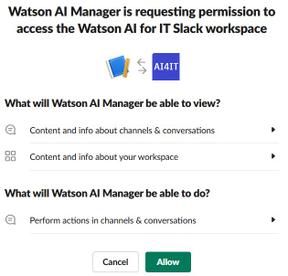 Watson AI Manager is requesting permission to
access the Watson AI for IT Slack workspace
AI4IT
What will Watson AI Manager be able to view?
Content and info about channels & conversations
Content and info about your workspace
What will Watson AI Manager be able to do?
Perform actions in channels & conversations
Cancel
Allow